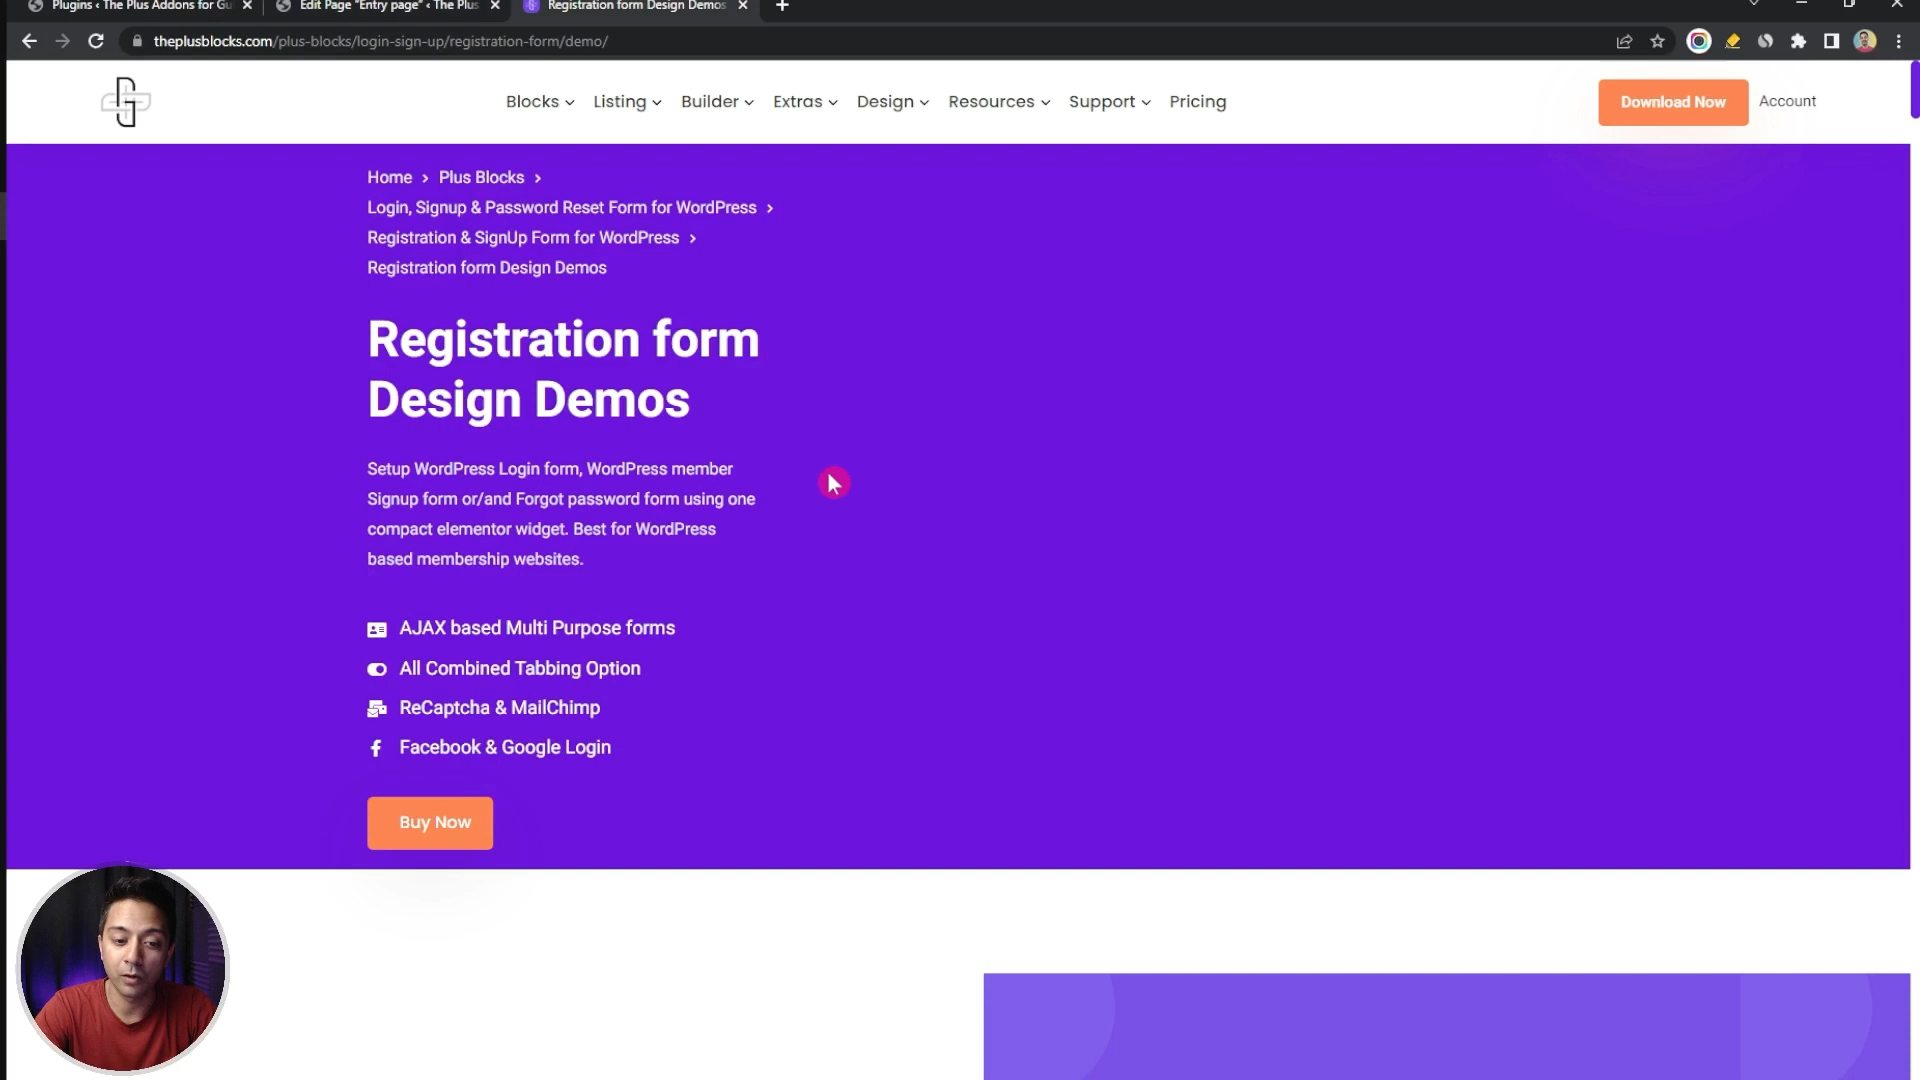 Plugins ‹ The Plus Addons for Gu
Edit Page "Entry page" ‹ The Plus
Registration form Design Demos
theplusblocks.com/plus-blocks/login-sign-up/registration-form/demo/
Blocks Listing Builder Extras Design Resources Support Pricing
Download Now
Account
Home > Plus Blocks >
Login, Signup & Password Reset Form for WordPress >
Registration & SignUp Form for WordPress >
Registration form Design Demos
Registration form
Design Demos
Setup WordPress Login form, WordPress member
Signup form or/and Forgot password form using one
compact elementor widget. Best for WordPress
based membership websites.
AJAX based Multi Purpose forms
All Combined Tabbing Option
ReCaptcha & MailChimp
Facebook & Google Login
Buy Now